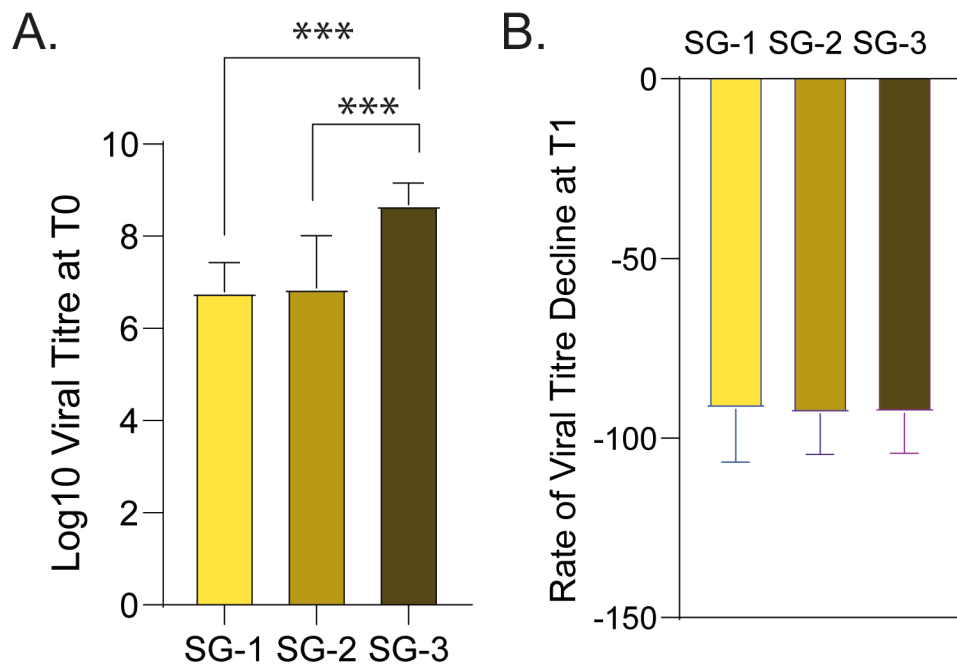 A.
***
***
Log10 Viral Titre at T0
10
8
6
4
2
0
SG-1 SG-2 SG-3
B.
SG-1 SG-2 SG-3
Rate of Viral Titre Decline at T1
0
-50
-100
-150